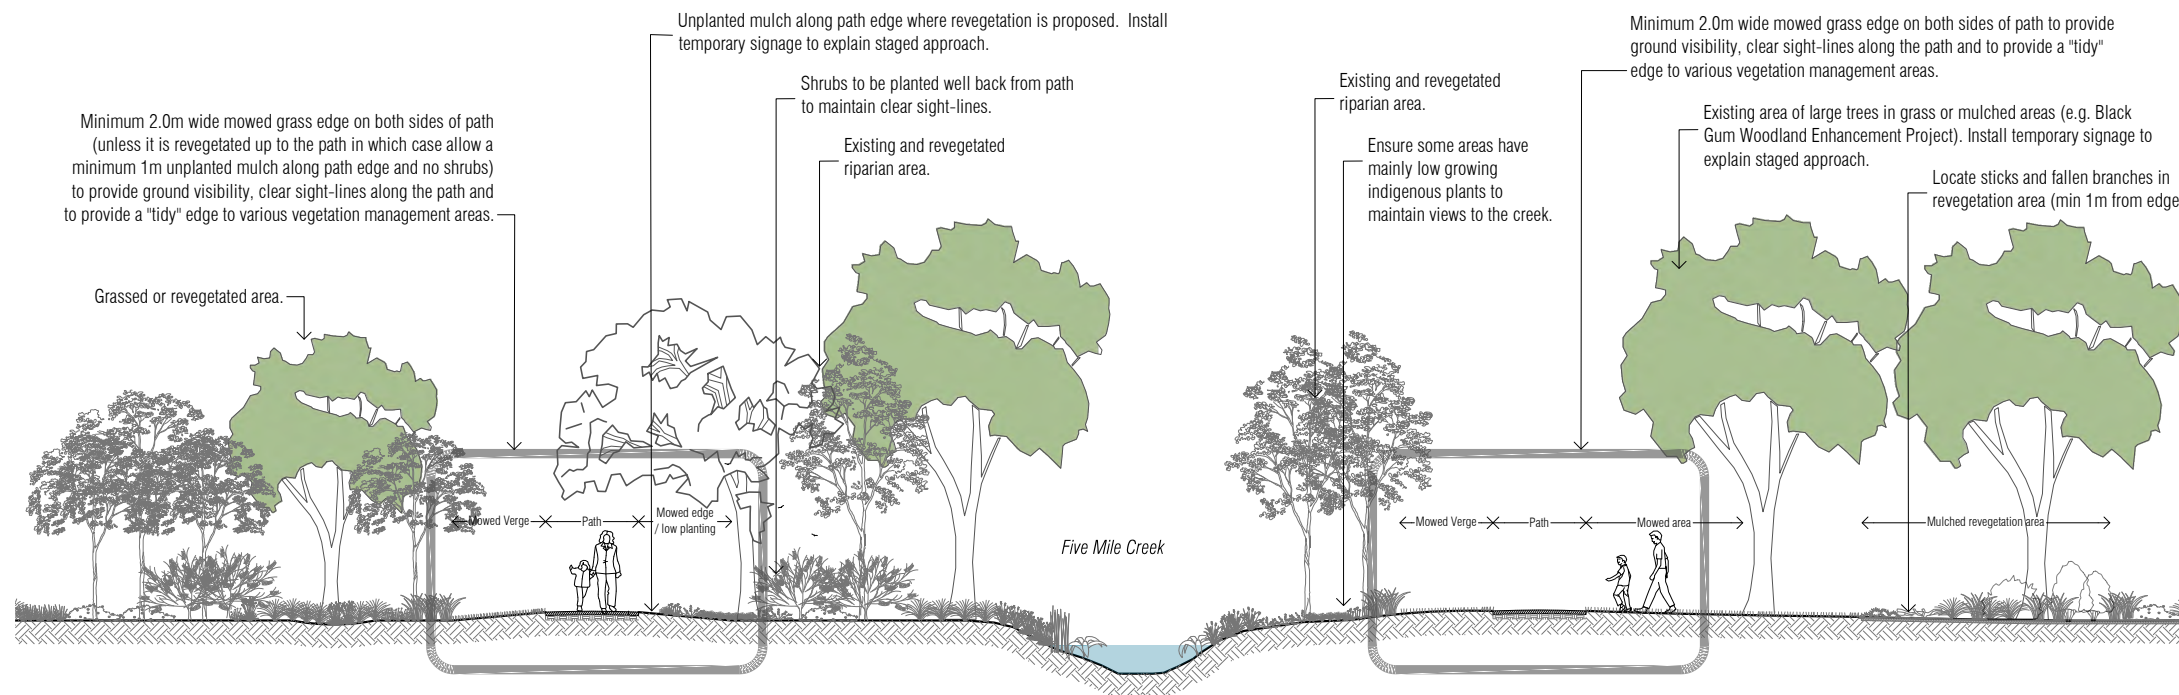 Unplanted mulch along path edge where revegetation is proposed.  Install
temporary signage to explain staged approach.
Shrubs to be planted well back from path
to maintain clear sight-lines.
Minimum 2.0m wide mowed grass edge on both sides of path
(unless it is revegetated up to the path in which case allow a
minimum 1m unplanted mulch along path edge and no shrubs)
to provide ground visibility, clear sight-lines along the path and
to provide a "tidy" edge to various vegetation management areas.
Existing and revegetated
riparian area.
Grassed or revegetated area.
Mowed Verge
Path
Mowed edge
/ low planting
Five Mile Creek
Existing and revegetated
riparian area.
Ensure some areas have
mainly low growing
indigenous plants to
maintain views to the creek.
Minimum 2.0m wide mowed grass edge on both sides of path to provide
ground visibility, clear sight-lines along the path and to provide a "tidy"
edge to various vegetation management areas.
Existing area of large trees in grass or mulched areas (e.g. Black
Gum Woodland Enhancement Project). Install temporary signage to
explain staged approach.
Locate sticks and fallen branches in
revegetation area (min 1m from edge
Mowed Verge
Path
Mowed area
Mulched revegetation area